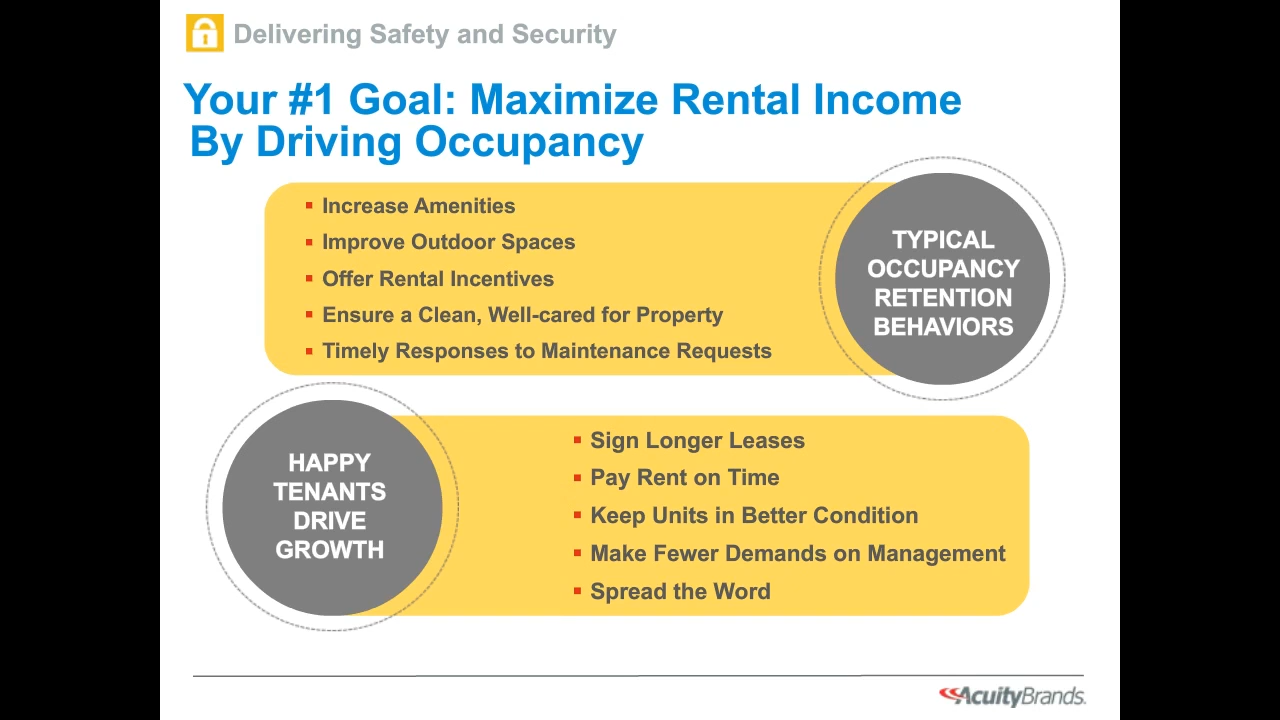 Delivering Safety and Security
Your #1 Goal: Maximize Rental Income
By Driving Occupancy
Increase Amenities
Improve Outdoor Spaces
Offer Rental Incentives
Ensure a Clean, Well-cared for Property
Timely Responses to Maintenance Requests
TYPICAL
OCCUPANCY
RETENTION
BEHAVIORS
HAPPY
TENANTS
DRIVE
GROWTH
Sign Longer Leases
Pay Rent on Time
Keep Units in Better Condition
Make Fewer Demands on Management
Spread the Word
AcuityBrands.